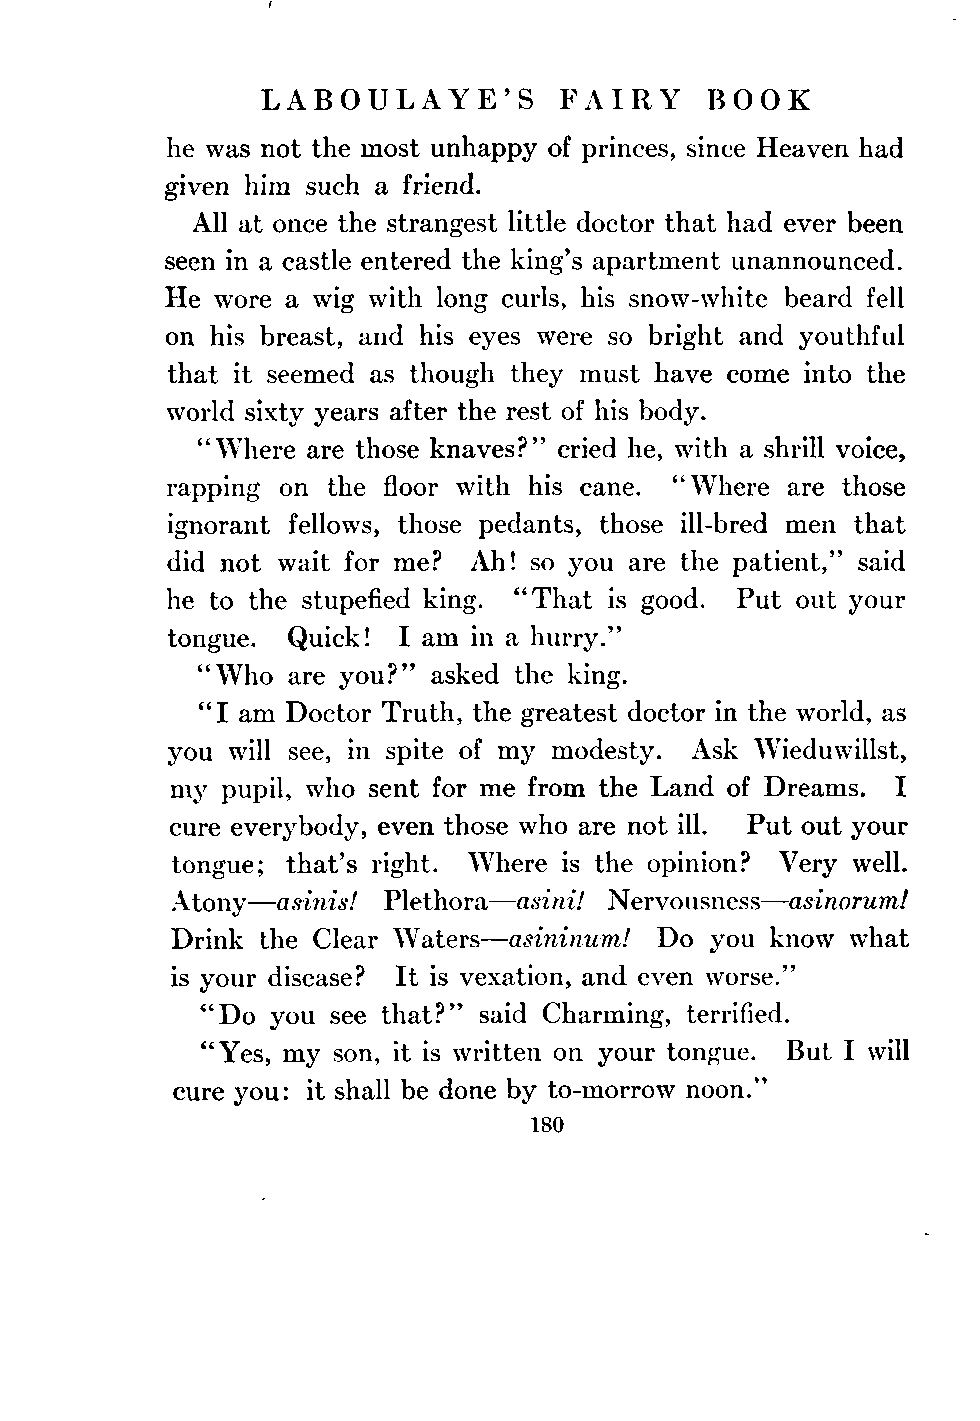 LABOULAYE'S FAIRY BOOK
he was not the most unhappy of princes, since Heaven had
given him such a friend.
All at once the strangest little doctor that had ever been
seen in a castle entered the king's apartment unannounced.
He wore a wig with long curls, his snow-white beard fell
on his breast, and his eyes were so bright and youthful
that it seemed as though they must have come into the
world sixty years after the rest of his body.
"Where are those knaves?" cried he, with a shrill voice,
rapping on the floor with his cane. "Where are those
ignorant fellows, those pedants, those ill-bred men that
did not wait for me? Ah! so you are the patient," said
he to the stupefied king. "That is good. Put out your
tongue. Quick! I am in a hurry."
"Who are you?" asked the king.
"I am Doctor Truth, the greatest doctor in the world, as
you will see, in spite of my modesty. Ask Wieduwillst,
my pupil, who sent for me from the Land of Dreams. I
cure everybody, even those who are not ill. Put out your
tongue; that's right. Where is the opinion? Very well.
Atony—asinis! Plethora—asini! Nervousness—asinorum!
Drink the Clear Waters—asininum! Do you know what
is your disease? It is vexation, and even worse."
"Do you see that?" said Charming, terrified.
"Yes, my son, it is written on your tongue. But I will
cure you: it shall be done by to-morrow noon."
180